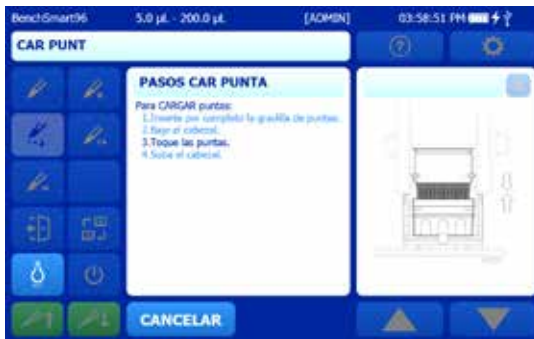 BenchSmart96 5.0 µL - 200.0 µL [ADMIN] 03:58:51 PM
CAR PUNT
PASOS CAR PUNTA
Para CARGAR puntas:
1.Inserte por completo la gradilla de puntas.
2.Baje el cabezal.
3.Toque las puntas.
4.Suba el cabezal.
CANCELAR